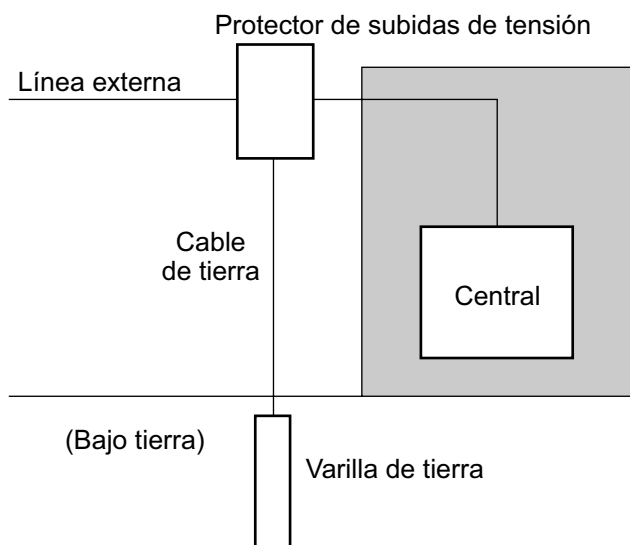 Protector de subidas de tensión
Línea externa
Cable
de tierra
Central
(Bajo tierra)
Varilla de tierra